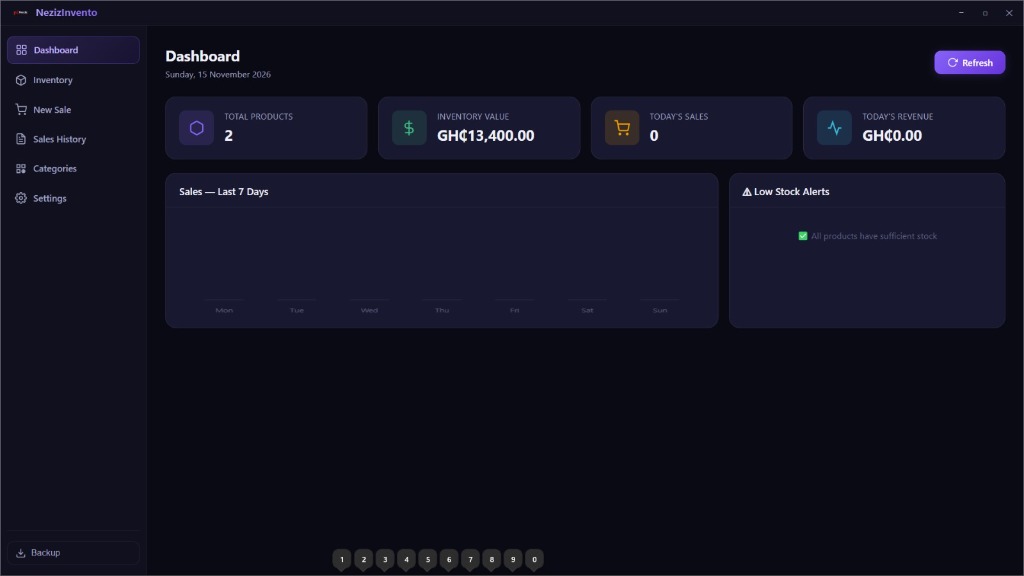 NezizInvento
Dashboard
Inventory
New Sale
Sales History
Categories
Settings
Backup
Dashboard
Sunday, 15 November 2026
Refresh
TOTAL PRODUCTS
2
INVENTORY VALUE
GH₵13,400.00
TODAY'S SALES
0
TODAY'S REVENUE
GH₵0.00
Sales — Last 7 Days
Mon Tue Wed Thu Fri Sat Sun
⚠ Low Stock Alerts
✅ All products have sufficient stock
1 2 3 4 5 6 7 8 9 0